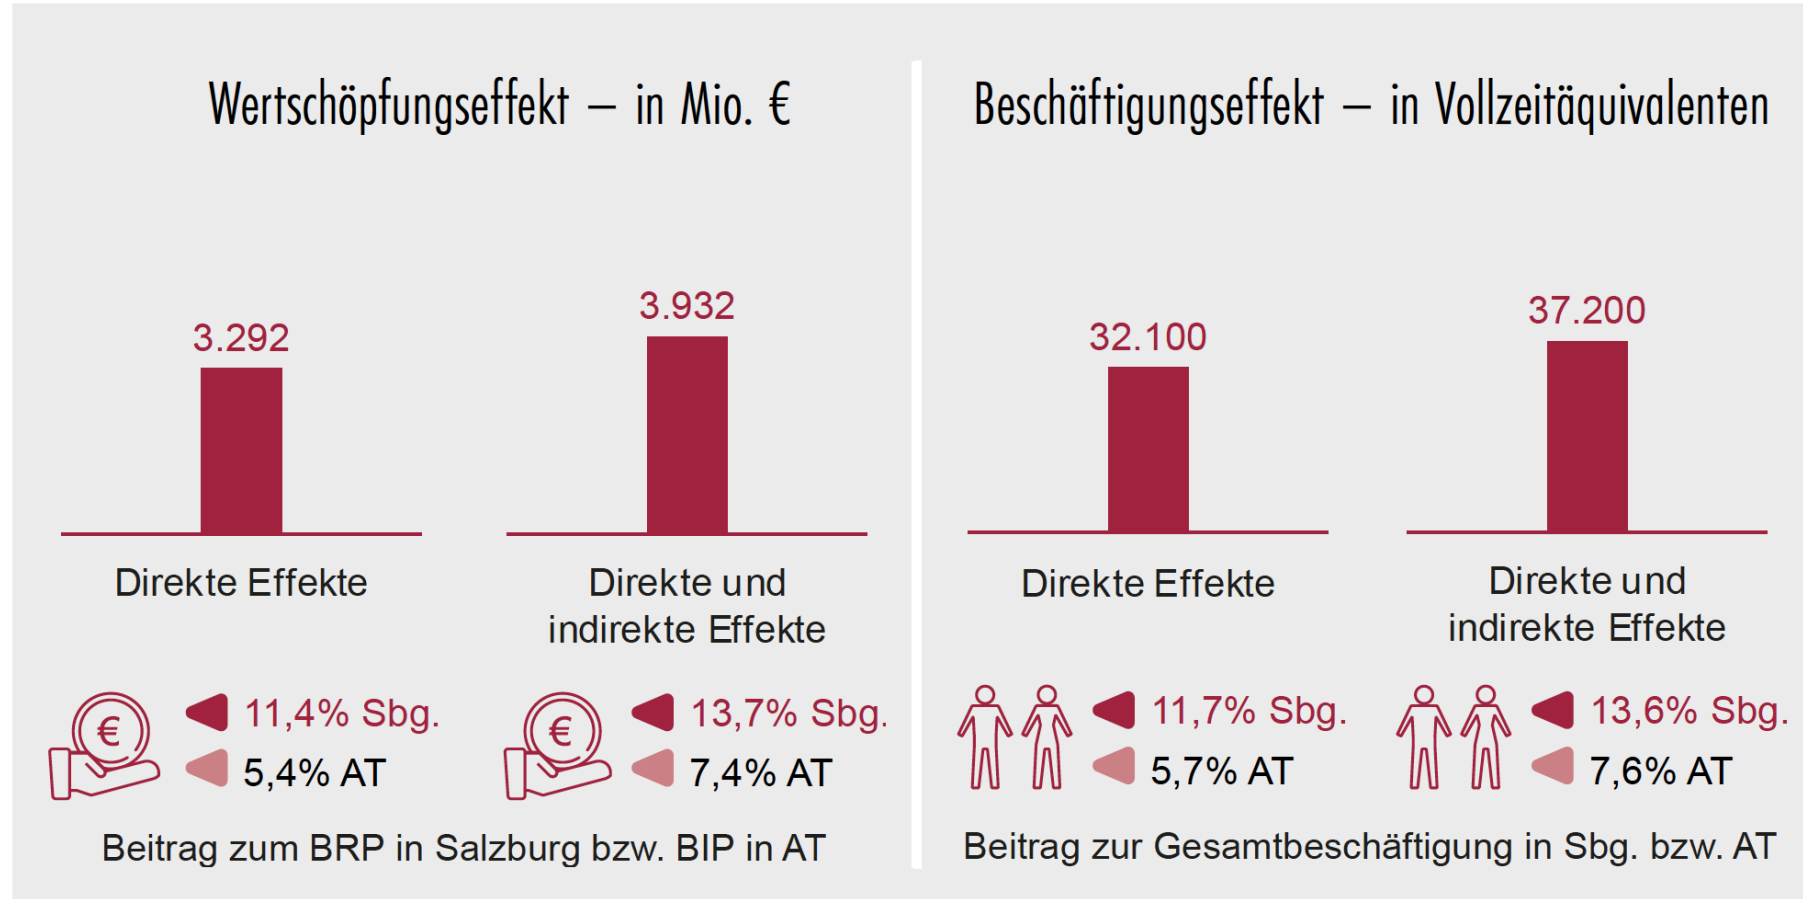 Wertschöpfungseffekt – in Mio. €
3.292
3.932
Direkte Effekte
Direkte und
indirekte Effekte
€
11,4% Sbg.
5,4% AT
€
13,7% Sbg.
7,4% AT
Beitrag zum BRP in Salzburg bzw. BIP in AT
Beschäftigungseffekt – in Vollzeitäquivalenten
32.100
37.200
Direkte Effekte
Direkte und
indirekte Effekte
11,7% Sbg.
5,7% AT
13,6% Sbg.
7,6% AT
Beitrag zur Gesamtbeschäftigung in Sbg. bzw. AT